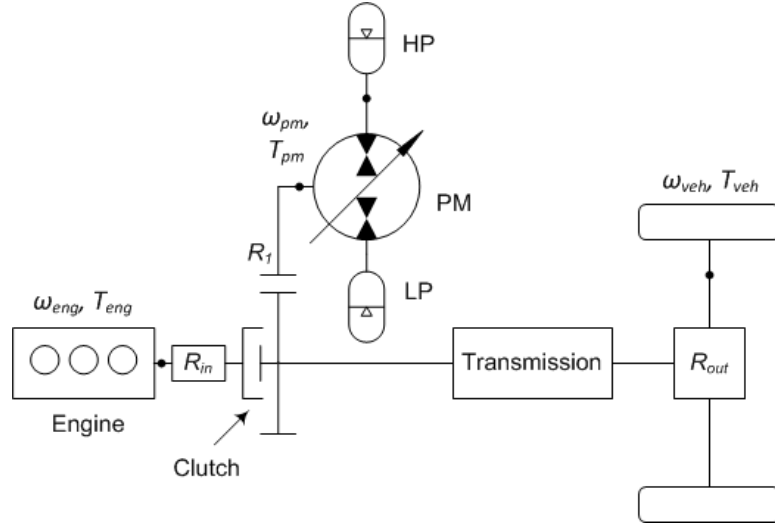 HP
ω_pm,
T_pm
PM
ω_veh, T_veh
R_1
LP
ω_eng, T_eng
R_in
Transmission
R_out
Engine
Clutch